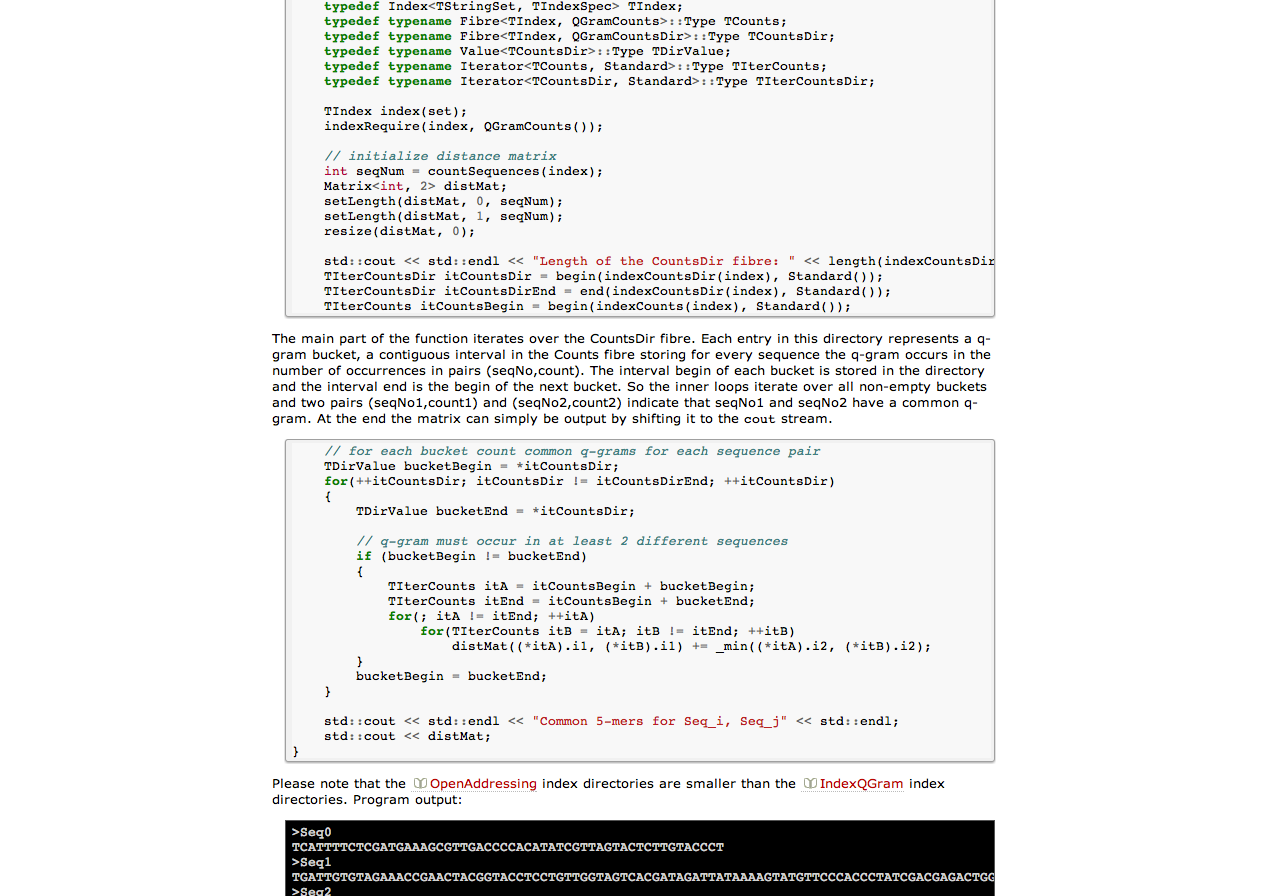 typedef Index<TStringSet, TIndexSpec> TIndex;
typedef typename Fibre<TIndex, QGramCounts>::Type TCounts;
typedef typename Fibre<TIndex, QGramCountsDir>::Type TCountsDir;
typedef typename Value<TCountsDir>::Type TDirValue;
typedef typename Iterator<TCounts, Standard>::Type TIterCounts;
typedef typename Iterator<TCountsDir, Standard>::Type TIterCountsDir;
TIndex index(set);
indexRequire(index, QGramCounts());
// initialize distance matrix
int seqNum = countSequences(index);
Matrix<int, 2> distMat;
setLength(distMat, 0, seqNum);
setLength(distMat, 1, seqNum);
resize(distMat, 0);
std::cout << std::endl << "Length of the CountsDir fibre: " << length(indexCountsDir
TIterCountsDir itCountsDir = begin(indexCountsDir(index), Standard());
TIterCountsDir itCountsDirEnd = end(indexCountsDir(index), Standard());
TIterCounts itCountsBegin = begin(indexCounts(index), Standard());
The main part of the function iterates over the CountsDir fibre. Each entry in this directory represents a q-
gram bucket, a contiguous interval in the Counts fibre storing for every sequence the q-gram occurs in the
number of occurrences in pairs (seqNo,count). The interval begin of each bucket is stored in the directory
and the interval end is the begin of the next bucket. So the inner loops iterate over all non-empty buckets
and two pairs (seqNo1,count1) and (seqNo2,count2) indicate that seqNo1 and seqNo2 have a common q-
gram. At the end the matrix can simply be output by shifting it to the cout stream.
// for each bucket count common q-grams for each sequence pair
TDirValue bucketBegin = *itCountsDir;
for(++itCountsDir; itCountsDir != itCountsDirEnd; ++itCountsDir)
{
TDirValue bucketEnd = *itCountsDir;
// q-gram must occur in at least 2 different sequences
if (bucketBegin != bucketEnd)
{
TIterCounts itA = itCountsBegin + bucketBegin;
TIterCounts itEnd = itCountsBegin + bucketEnd;
for(; itA != itEnd; ++itA)
for(TIterCounts itB = itA; itB != itEnd; ++itB)
distMat((*itA).i1, (*itB).i1) += _min((*itA).i2, (*itB).i2);
}
bucketBegin = bucketEnd;
}
std::cout << std::endl << "Common 5-mers for Seq_i, Seq_j" << std::endl;
std::cout << distMat;
}
Please note that the OpenAddressing index directories are smaller than the IndexQGram index
directories. Program output:
>Seq0
TCATTTTCTCGATGAAAGCGTTGACCCCACATATCGTTAGTACTCTTGTACCCT
>Seq1
TGATTGTGTAGAAACCGAACTACGGTACCTCCTGTTGGTAGTCACGATAGATTATAAAAGTATGTTCCCACCCTATCGACGAGACTGG
>Seq2